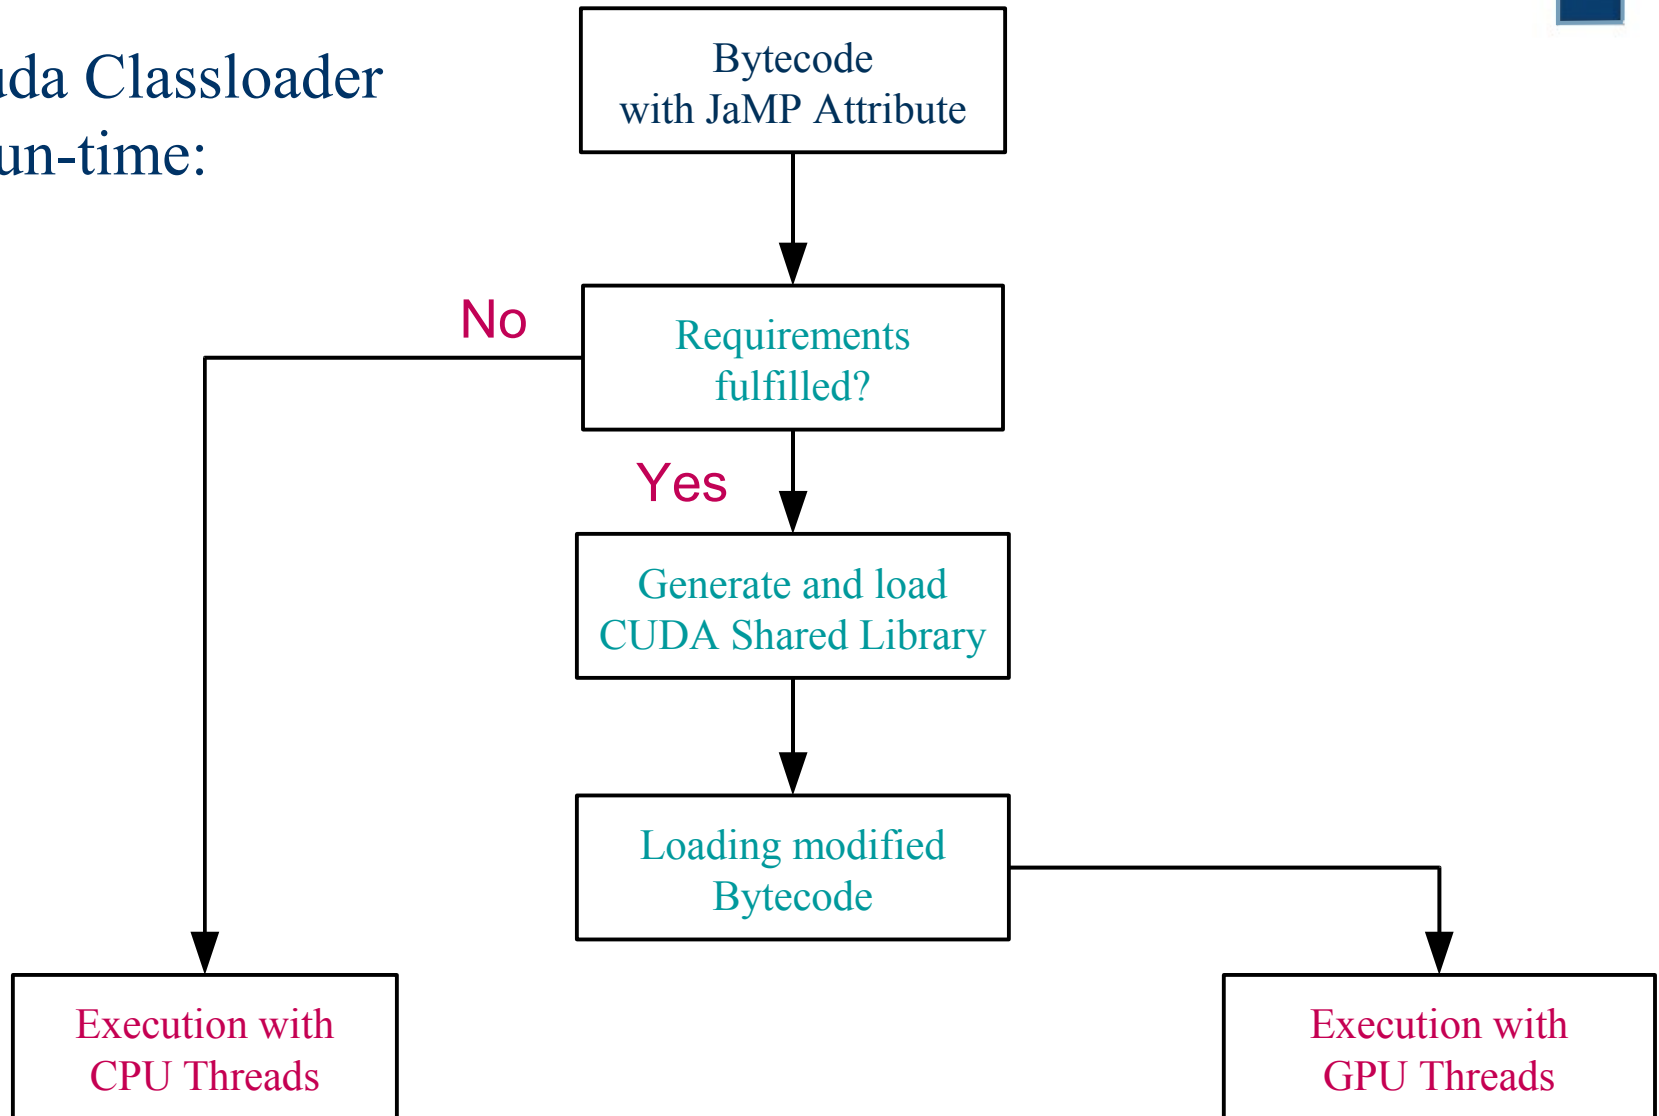 uda Classloader
un-time:
Bytecode
with JaMP Attribute
No
Requirements
fulfilled?
Yes
Generate and load
CUDA Shared Library
Loading modified
Bytecode
Execution with
CPU Threads
Execution with
GPU Threads